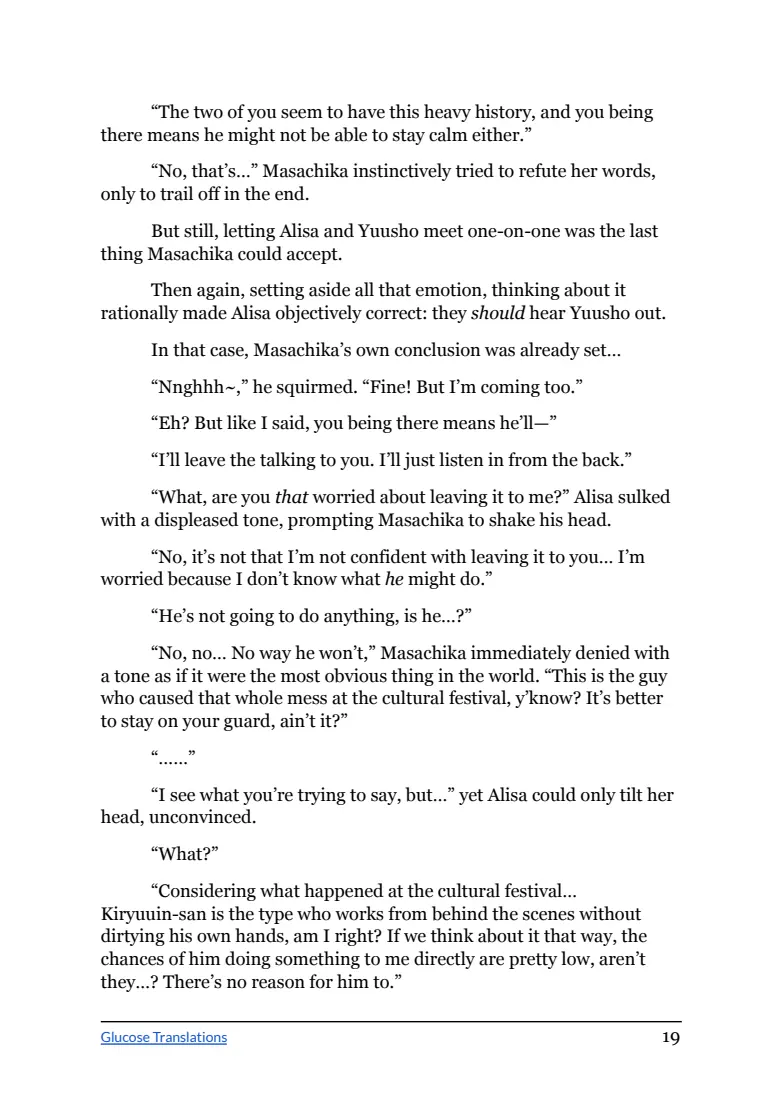 “The two of you seem to have this heavy history, and you being
there means he might not be able to stay calm either.”
“No, that’s…” Masachika instinctively tried to refute her words,
only to trail off in the end.
But still, letting Alisa and Yuusho meet one-on-one was the last
thing Masachika could accept.
Then again, setting aside all that emotion, thinking about it
rationally made Alisa objectively correct: they should hear Yuusho out.
In that case, Masachika’s own conclusion was already set…
“Nnghhh~,” he squirmed. “Fine! But I’m coming too.”
“Eh? But like I said, you being there means he’ll—”
“I’ll leave the talking to you. I’ll just listen in from the back.”
“What, are you that worried about leaving it to me?” Alisa sulked
with a displeased tone, prompting Masachika to shake his head.
“No, it’s not that I’m not confident with leaving it to you… I’m
worried because I don’t know what he might do.”
“He’s not going to do anything, is he…?”
“No, no… No way he won’t,” Masachika immediately denied with
a tone as if it were the most obvious thing in the world. “This is the guy
who caused that whole mess at the cultural festival, y’know? It’s better
to stay on your guard, ain’t it?”
“……”
“I see what you’re trying to say, but…” yet Alisa could only tilt her
head, unconvinced.
“What?”
“Considering what happened at the cultural festival…
Kiryuuin-san is the type who works from behind the scenes without
dirtying his own hands, am I right? If we think about it that way, the
chances of him doing something to me directly are pretty low, aren’t
they…? There’s no reason for him to.”
Glucose Translations 19